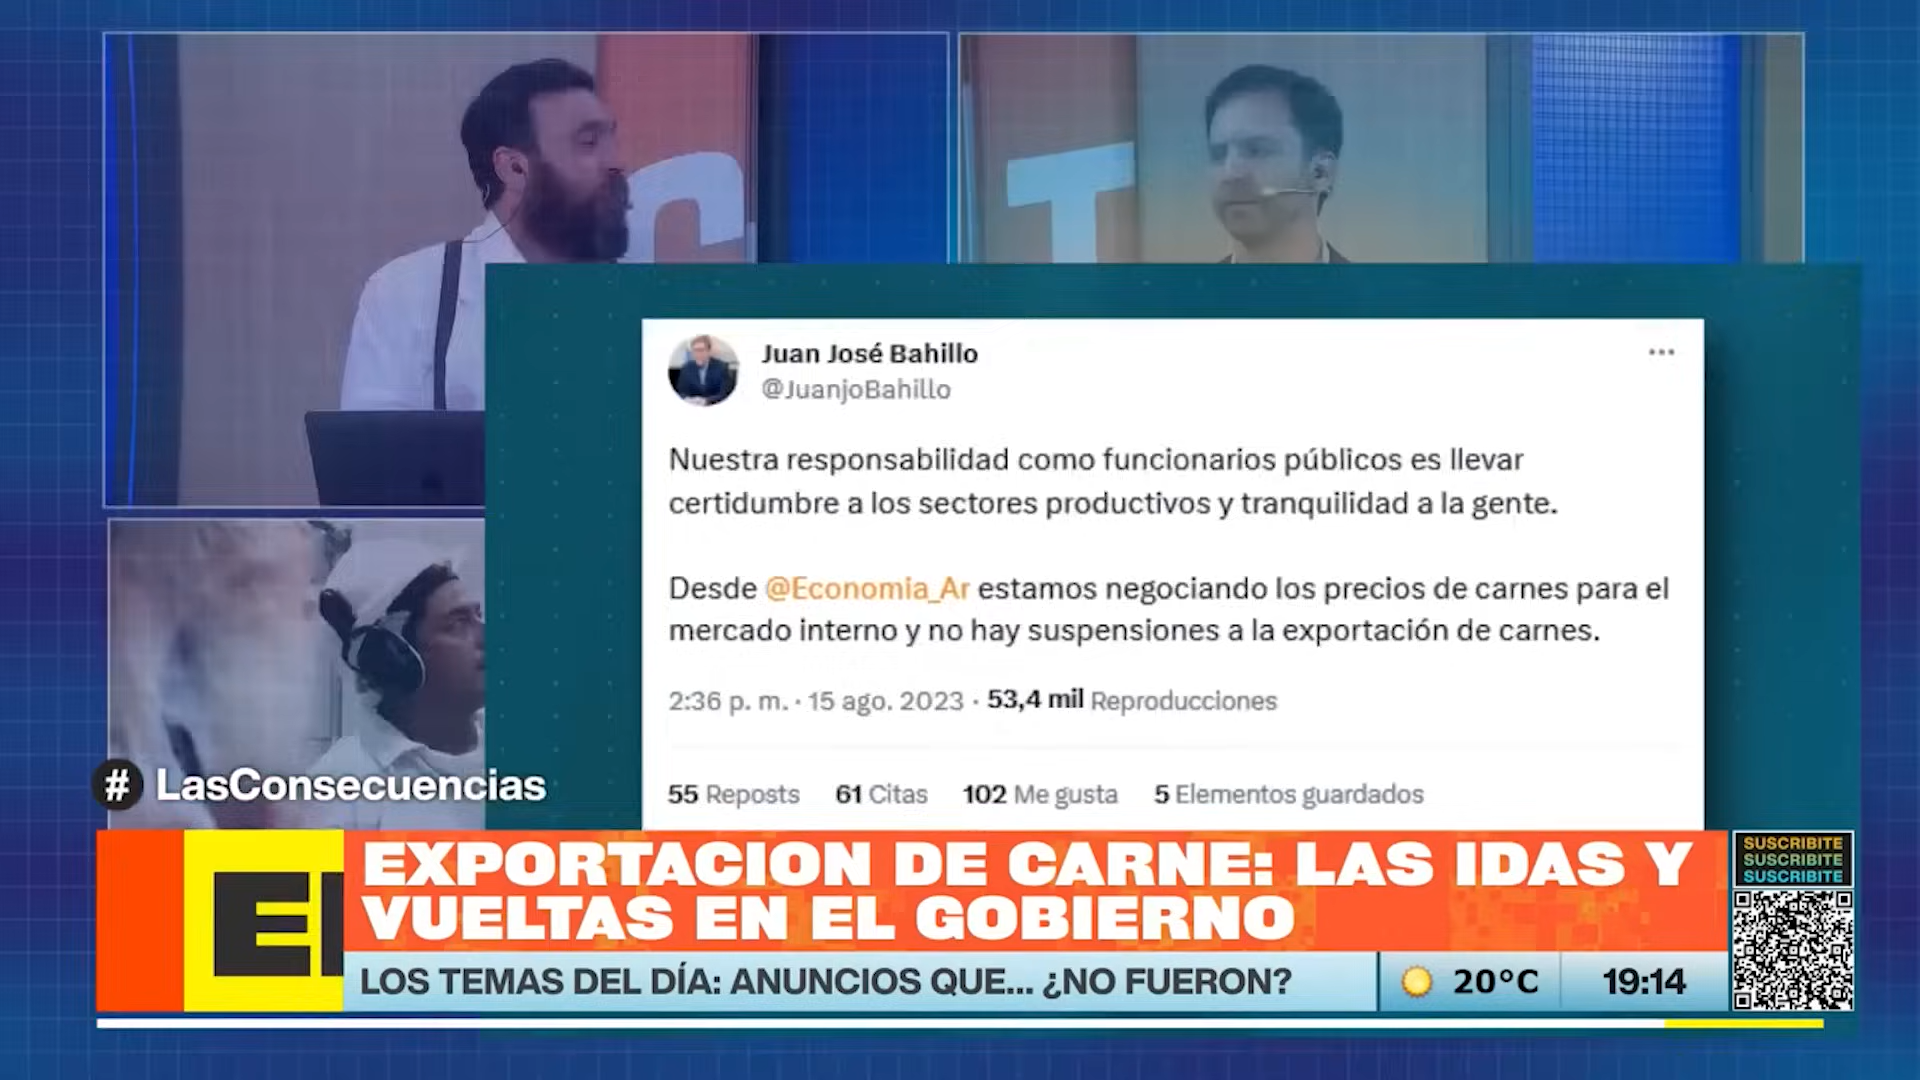 Juan José Bahillo
@JuanjoBahillo
Nuestra responsabilidad como funcionarios públicos es llevar
certidumbre a los sectores productivos y tranquilidad a la gente.
Desde @Economia_Ar estamos negociando los precios de carnes para el
mercado interno y no hay suspensiones a la exportación de carnes.
2:36 p. m. · 15 ago. 2023 · 53,4 mil Reproducciones
55 Reposts 61 Citas 102 Me gusta 5 Elementos guardados
# LasConsecuencias
EXPORTACION DE CARNE: LAS IDAS Y
VUELTAS EN EL GOBIERNO
LOS TEMAS DEL DÍA: ANUNCIOS QUE... ¿NO FUERON?
20°C 19:14
SUSCRIBITE
SUSCRIBITE
SUSCRIBITE